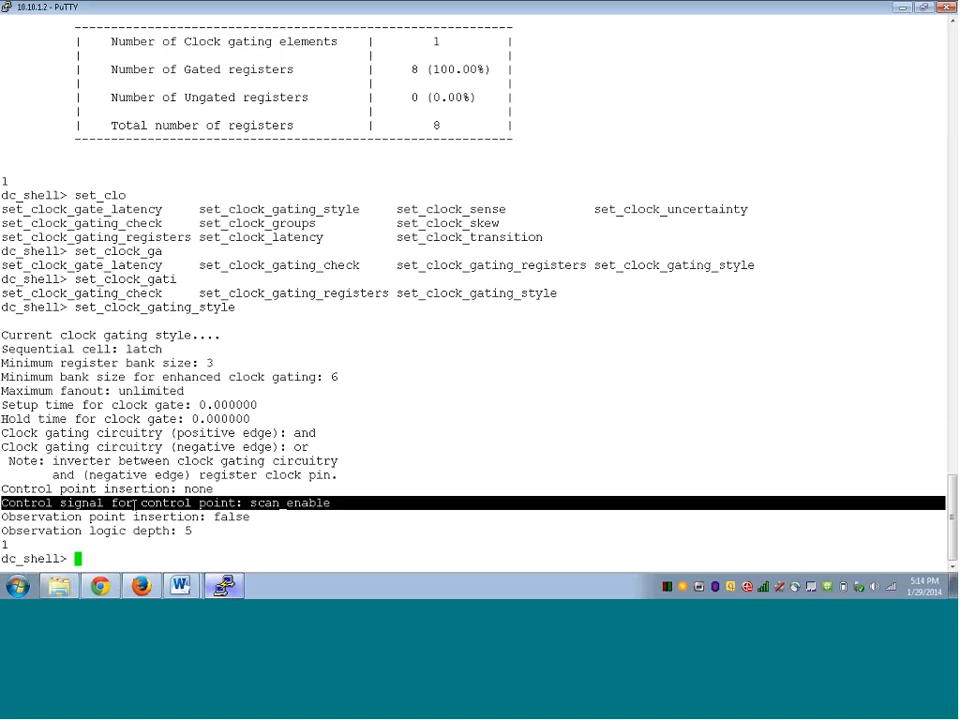 10.10.1.2 - PuTTY
Number of Clock gating elements | 1 |
Number of Gated registers | 8 (100.00%) |
Number of Ungated registers | 0 (0.00%) |
Total number of registers | 8 |
1
dc_shell> set_clo
set_clock_gate_latency set_clock_gating_style set_clock_sense set_clock_uncertainty
set_clock_gating_check set_clock_groups set_clock_skew
set_clock_gating_registers set_clock_latency set_clock_transition
dc_shell> set_clock_ga
set_clock_gate_latency set_clock_gating_check set_clock_gating_registers set_clock_gating_style
dc_shell> set_clock_gati
set_clock_gating_check set_clock_gating_registers set_clock_gating_style
dc_shell> set_clock_gating_style
Current clock gating style....
Sequential cell: latch
Minimum register bank size: 3
Minimum bank size for enhanced clock gating: 6
Maximum fanout: unlimited
Setup time for clock gate: 0.000000
Hold time for clock gate: 0.000000
Clock gating circuitry (positive edge): and
Clock gating circuitry (negative edge): or
Note: inverter between clock gating circuitry
and (negative edge) register clock pin.
Control point insertion: none
Control signal for control point: scan_enable
Observation point insertion: false
Observation logic depth: 5
1
dc_shell>
5:14 PM
1/29/2014